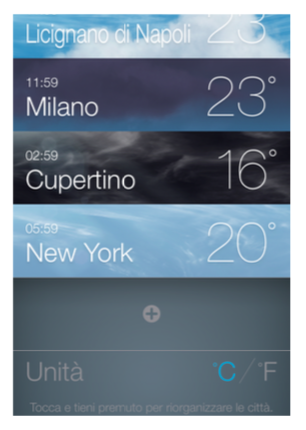 Licignano di Napoli 23
11:59
Milano 23°
02:59
Cupertino 16°
05:59
New York 20°
Unità °C / °F
Tocca e tieni premuto per riorganizzare le città.